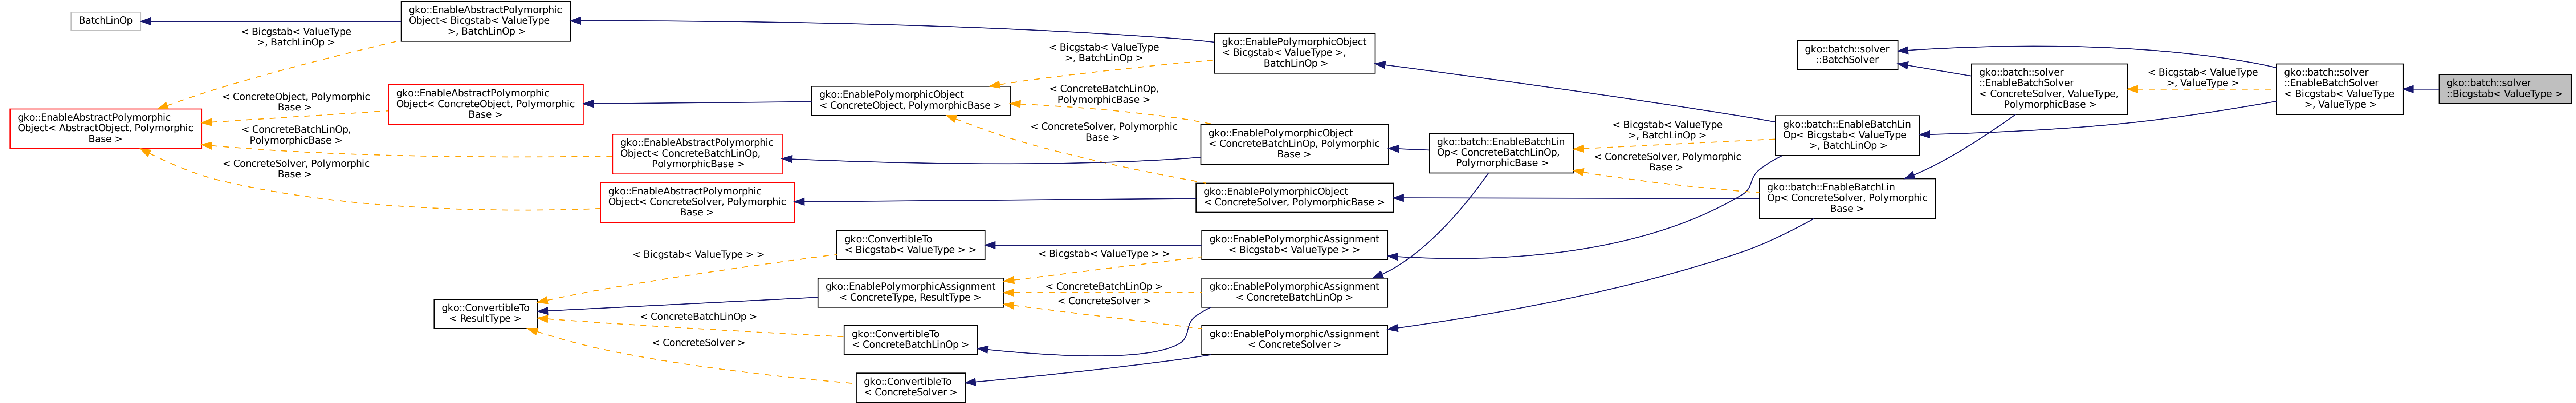 BatchLinOp
gko::EnableAbstractPolymorphic
Object< Bicgstab< ValueType
>, BatchLinOp >
< Bicgstab< ValueType
>, BatchLinOp >
gko::EnablePolymorphicObject
< Bicgstab< ValueType >,
BatchLinOp >
< Bicgstab< ValueType
>, BatchLinOp >
gko::batch::solver
::BatchSolver
gko::batch::solver
::EnableBatchSolver
< ConcreteSolver, ValueType,
PolymorphicBase >
< Bicgstab< ValueType
>, ValueType >
gko::batch::solver
::EnableBatchSolver
< Bicgstab< ValueType
>, ValueType >
gko::batch::solver
::Bicgstab< ValueType >
gko::EnableAbstractPolymorphic
Object< AbstractObject, Polymorphic
Base >
< ConcreteObject, Polymorphic
Base >
gko::EnableAbstractPolymorphic
Object< ConcreteObject, Polymorphic
Base >
gko::EnablePolymorphicObject
< ConcreteObject, PolymorphicBase >
< ConcreteBatchLinOp,
PolymorphicBase >
< ConcreteBatchLinOp,
PolymorphicBase >
gko::EnableAbstractPolymorphic
Object< ConcreteBatchLinOp,
PolymorphicBase >
< ConcreteSolver, Polymorphic
Base >
gko::EnablePolymorphicObject
< ConcreteBatchLinOp, Polymorphic
Base >
gko::batch::EnableBatchLin
Op< ConcreteBatchLinOp,
PolymorphicBase >
< Bicgstab< ValueType
>, BatchLinOp >
gko::batch::EnableBatchLin
Op< Bicgstab< ValueType
>, BatchLinOp >
< ConcreteSolver, Polymorphic
Base >
< ConcreteSolver, Polymorphic
Base >
gko::EnableAbstractPolymorphic
Object< ConcreteSolver, Polymorphic
Base >
gko::EnablePolymorphicObject
< ConcreteSolver, PolymorphicBase >
gko::batch::EnableBatchLin
Op< ConcreteSolver, Polymorphic
Base >
< Bicgstab< ValueType > >
gko::ConvertibleTo
< Bicgstab< ValueType > >
< Bicgstab< ValueType > >
gko::EnablePolymorphicAssignment
< Bicgstab< ValueType > >
gko::EnablePolymorphicAssignment
< ConcreteType, ResultType >
< ConcreteBatchLinOp >
gko::EnablePolymorphicAssignment
< ConcreteBatchLinOp >
< ConcreteSolver >
gko::ConvertibleTo
< ResultType >
< ConcreteBatchLinOp >
gko::ConvertibleTo
< ConcreteBatchLinOp >
gko::EnablePolymorphicAssignment
< ConcreteSolver >
< ConcreteSolver >
gko::ConvertibleTo
< ConcreteSolver >